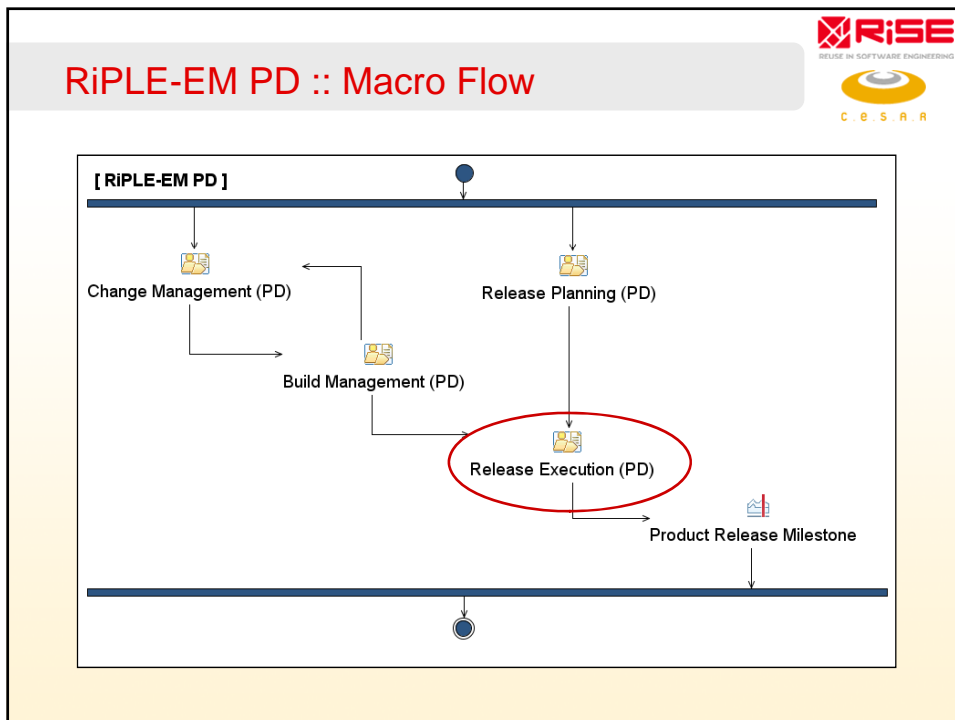 RiSE
REUSE IN SOFTWARE ENGINEERING
RiPLE-EM PD :: Macro Flow
C.e.S.A.R
[ RiPLE-EM PD ]
Change Management (PD)
Release Planning (PD)
Build Management (PD)
Release Execution (PD)
Product Release Milestone